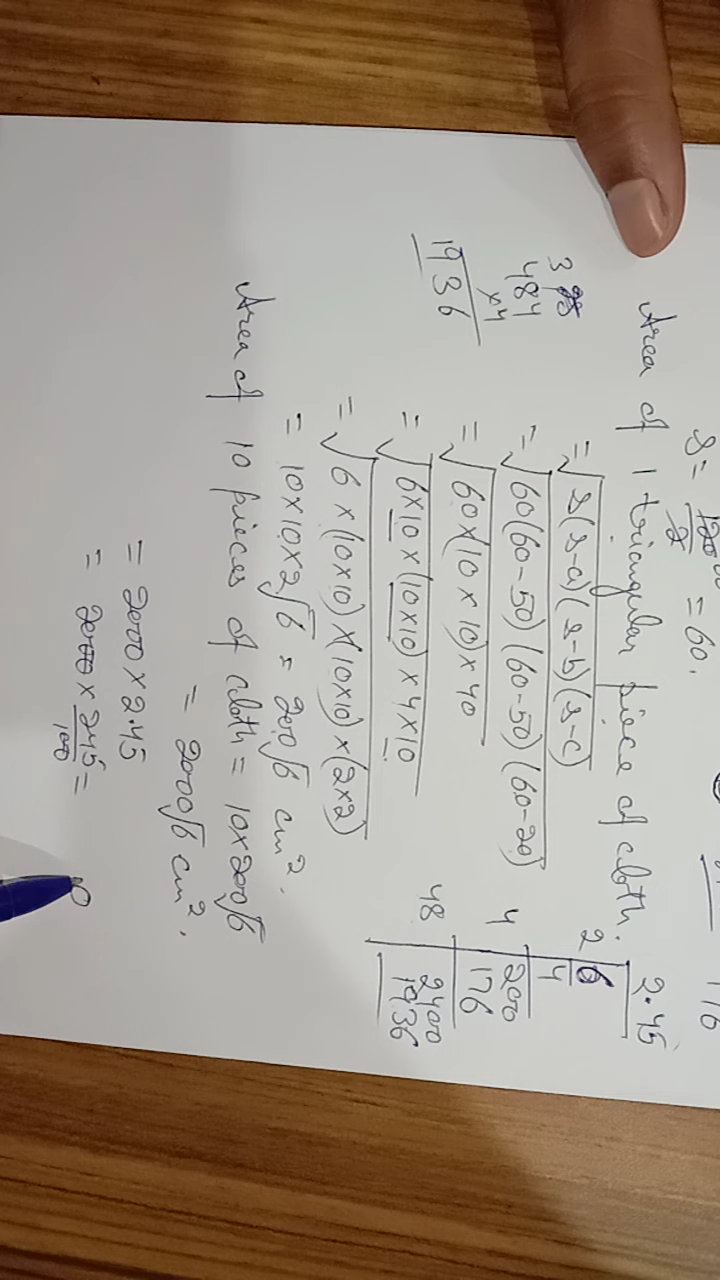 s = 120/2 = 60.
Area of 1 triangular piece of cloth.
= √s(s-a)(s-b)(s-c)
= √60(60-50)(60-50)(60-20)
= √60×(10×10)×40
= √6×10×(10×10)×4×10
= √6×(10×10)×(10×10)×(2×2)
= 10×10×2√6 = 200√6 cm².
Area of 10 pieces of cloth = 10×200√6
= 2000√6 cm².
= 2000 × 2.45
= 2000 × 245/100 =
484
×4
1936
2.45
2 6
4
4 200
176
48 2400
1936
176